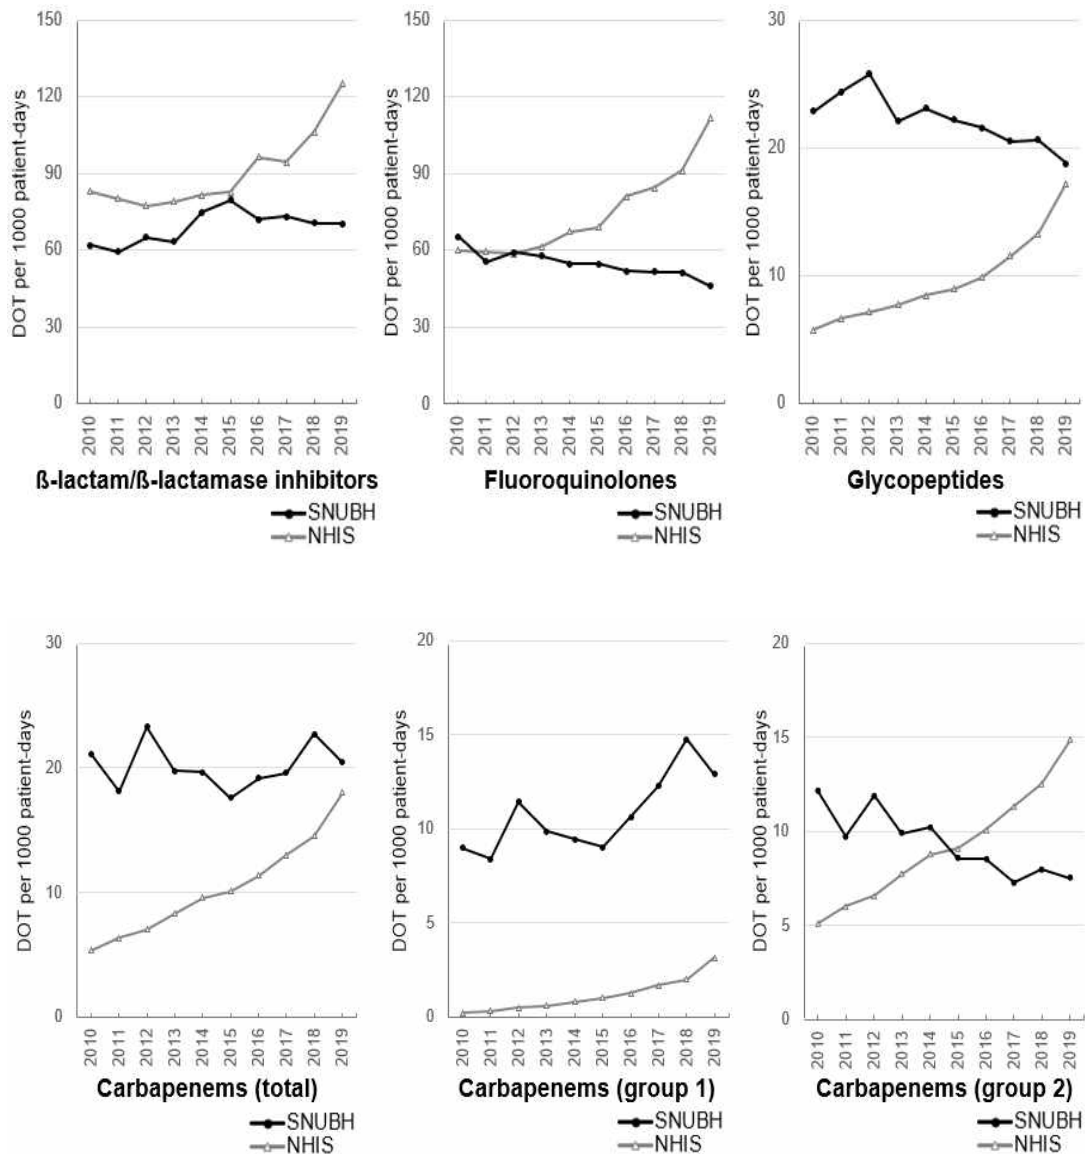 150
120
90
60
30
0
DOT per 1000 patient-days
2010 2011 2012 2013 2014 2015 2016 2017 2018 2019
ß-lactam/ß-lactamase inhibitors
SNUBH
NHIS
150
120
90
60
30
0
DOT per 1000 patient-days
2010 2011 2012 2013 2014 2015 2016 2017 2018 2019
Fluoroquinolones
SNUBH
NHIS
30
20
10
0
DOT per 1000 patient-days
2010 2011 2012 2013 2014 2015 2016 2017 2018 2019
Glycopeptides
SNUBH
NHIS
30
20
10
0
DOT per 1000 patient-days
2010 2011 2012 2013 2014 2015 2016 2017 2018 2019
Carbapenems (total)
SNUBH
NHIS
20
15
10
5
0
DOT per 1000 patient-days
2010 2011 2012 2013 2014 2015 2016 2017 2018 2019
Carbapenems (group 1)
SNUBH
NHIS
20
15
10
5
0
DOT per 1000 patient-days
2010 2011 2012 2013 2014 2015 2016 2017 2018 2019
Carbapenems (group 2)
SNUBH
NHIS